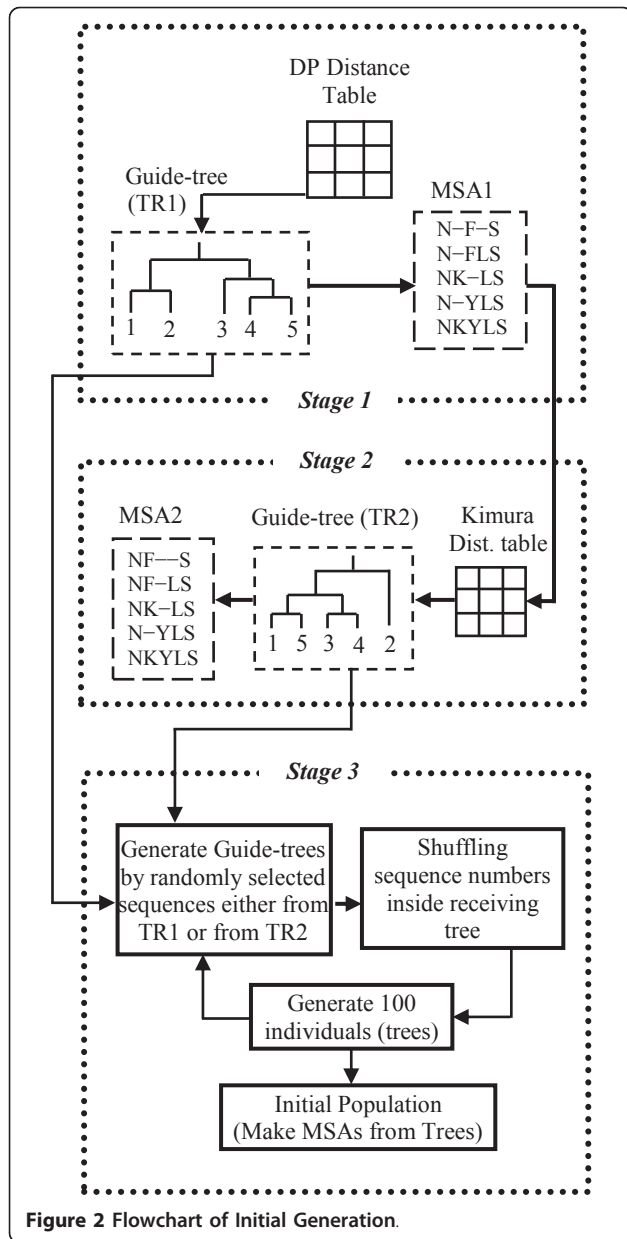 DP Distance
Table
Guide-tree
(TR1)
1 2 3 4 5
MSA1
N–F–S
N–FLS
NK–LS
N–YLS
NKYLS
Stage 1
Stage 2
MSA2
NF––S
NF–LS
NK–LS
N–YLS
NKYLS
Guide-tree (TR2)
1 5 3 4 2
Kimura
Dist. table
Stage 3
Generate Guide-trees
by randomly selected
sequences either from
TR1 or from TR2
Shuffling
sequence numbers
inside receiving
tree
Generate 100
individuals (trees)
Initial Population
(Make MSAs from Trees)
Figure 2 Flowchart of Initial Generation.